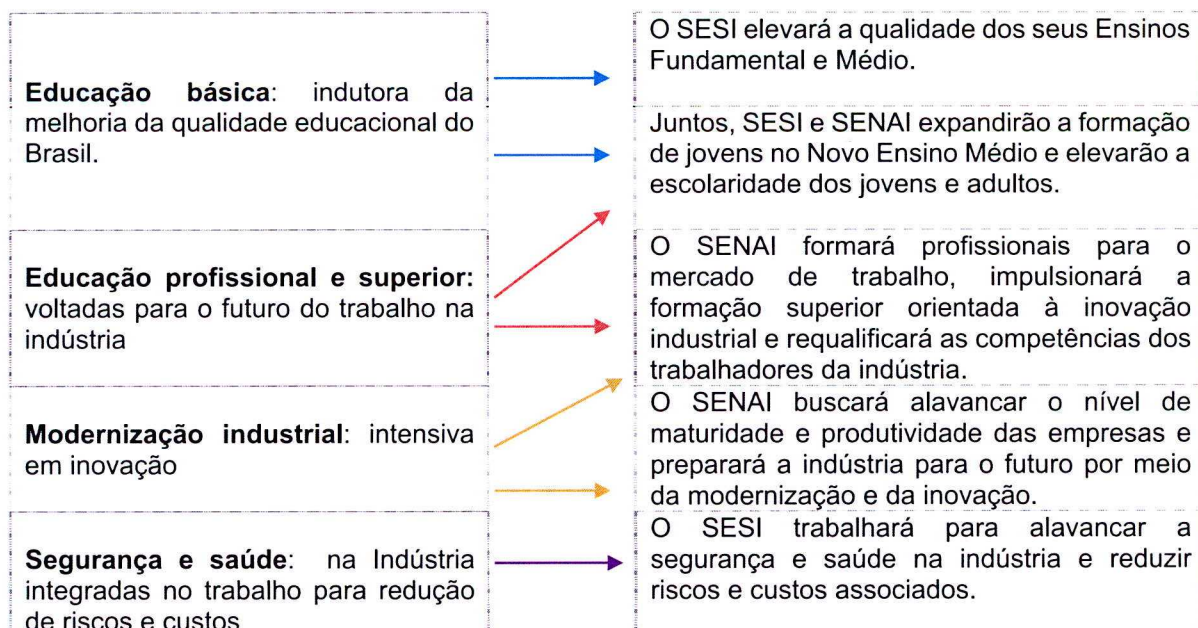 Educação básica: indutora da
melhoria da qualidade educacional do
Brasil.
O SESI elevará a qualidade dos seus Ensinos
Fundamental e Médio.
Juntos, SESI e SENAI expandirão a formação
de jovens no Novo Ensino Médio e elevarão a
escolaridade dos jovens e adultos.
Educação profissional e superior:
voltadas para o futuro do trabalho na
indústria
O SENAI formará profissionais para o
mercado de trabalho, impulsionará a
formação superior orientada à inovação
industrial e requalificará as competências dos
trabalhadores da indústria.
Modernização industrial: intensiva
em inovação
O SENAI buscará alavancar o nível de
maturidade e produtividade das empresas e
preparará a indústria para o futuro por meio
da modernização e da inovação.
Segurança e saúde: na Indústria
integradas no trabalho para redução
de riscos e custos
O SESI trabalhará para alavancar a
segurança e saúde na indústria e reduzir
riscos e custos associados.